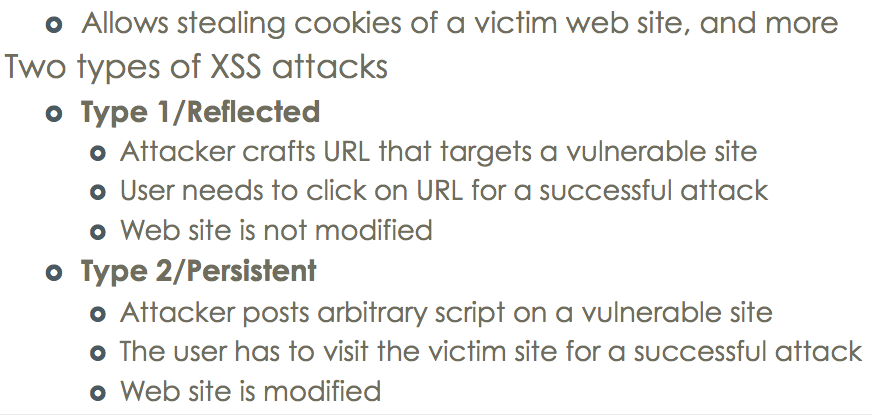 Allows stealing cookies of a victim web site, and more
Two types of XSS attacks
Type 1/Reflected
Attacker crafts URL that targets a vulnerable site
User needs to click on URL for a successful attack
Web site is not modified
Type 2/Persistent
Attacker posts arbitrary script on a vulnerable site
The user has to visit the victim site for a successful attack
Web site is modified